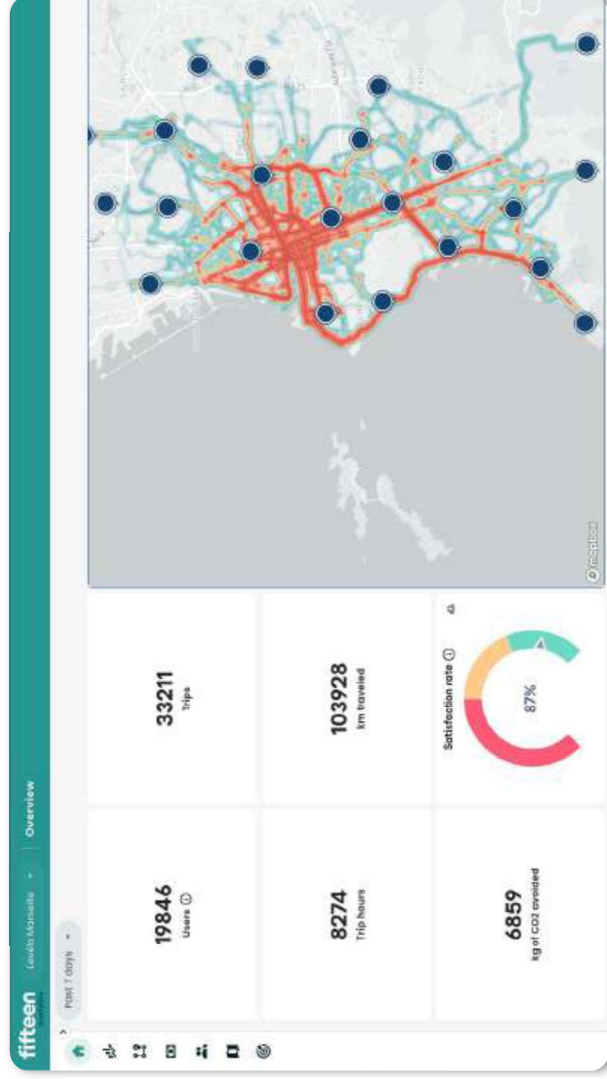 fifteen
Levélo Marseille
Overview
Past 7 days
19846
Users
33211
Trips
8274
Trip hours
103928
km traveled
6859
kg of CO2 avoided
Satisfaction rate
87%
mapbox